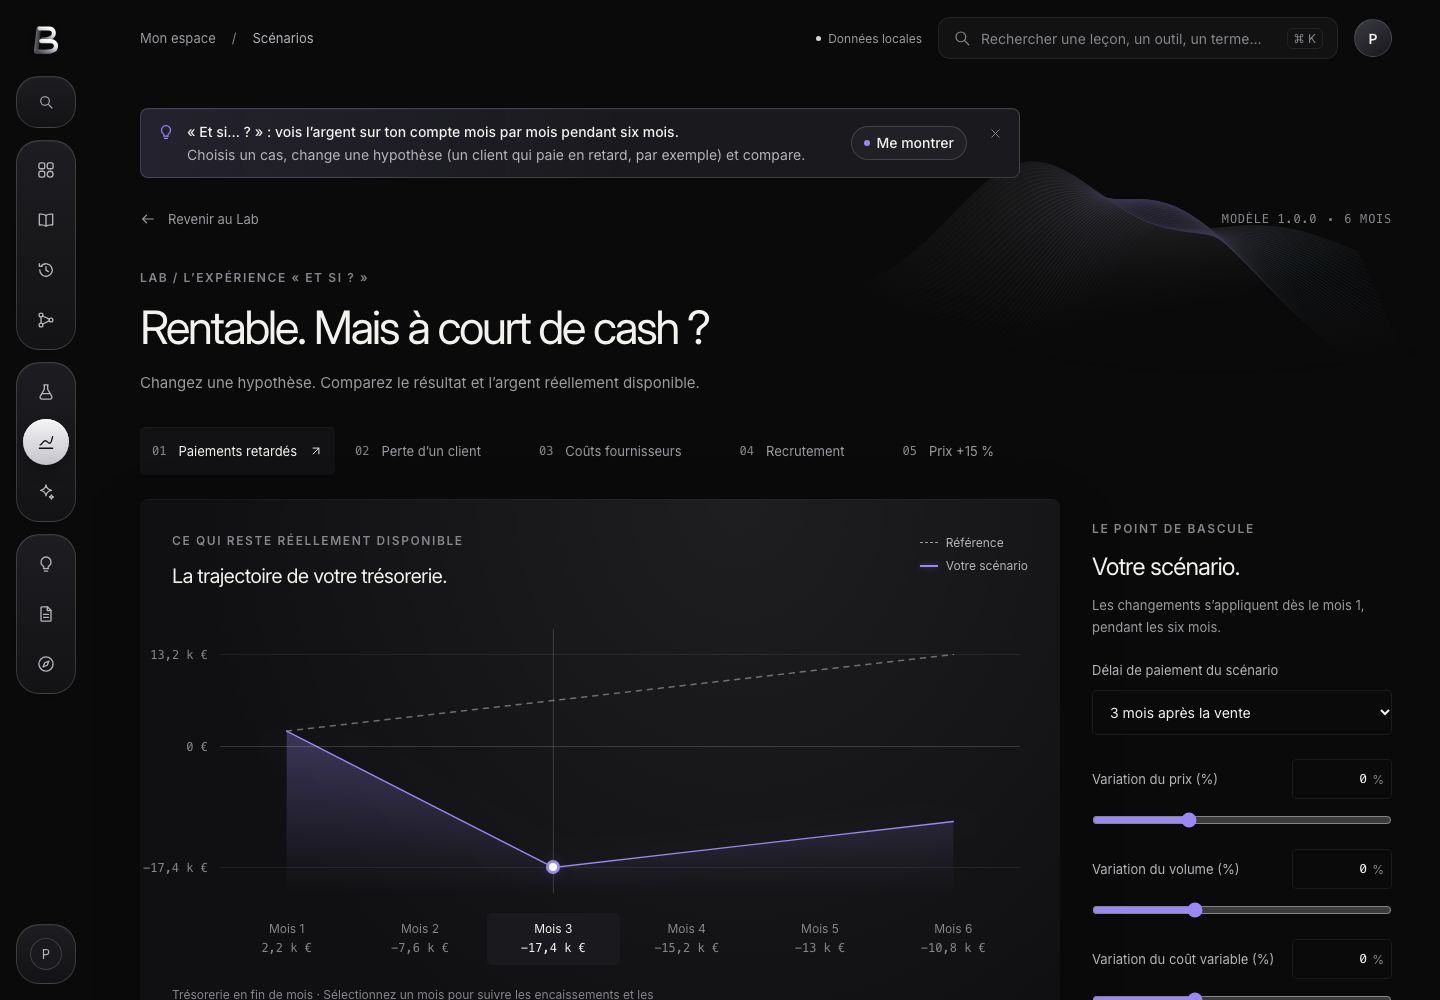 B
Mon espace / Scénarios
Données locales
Rechercher une leçon, un outil, un terme...
⌘ K
P
« Et si... ? » : vois l’argent sur ton compte mois par mois pendant six mois.
Choisis un cas, change une hypothèse (un client qui paie en retard, par exemple) et compare.
Me montrer
← Revenir au Lab
MODÈLE 1.0.0 • 6 MOIS
LAB / L’EXPÉRIENCE « ET SI ? »
Rentable. Mais à court de cash ?
Changez une hypothèse. Comparez le résultat et l’argent réellement disponible.
01 Paiements retardés
02 Perte d’un client
03 Coûts fournisseurs
04 Recrutement
05 Prix +15 %
CE QUI RESTE RÉELLEMENT DISPONIBLE
La trajectoire de votre trésorerie.
Référence
Votre scénario
13,2 k €
0 €
−17,4 k €
Mois 1
2,2 k €
Mois 2
−7,6 k €
Mois 3
−17,4 k €
Mois 4
−15,2 k €
Mois 5
−13 k €
Mois 6
−10,8 k €
Trésorerie en fin de mois · Sélectionnez un mois pour suivre les encaissements et les
LE POINT DE BASCULE
Votre scénario.
Les changements s’appliquent dès le mois 1,
pendant les six mois.
Délai de paiement du scénario
3 mois après la vente
Variation du prix (%)
0 %
Variation du volume (%)
0 %
Variation du coût variable (%)
0 %
P